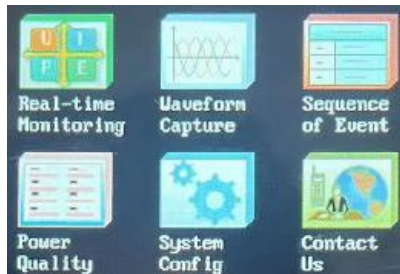 U I
P E
Real-time
Monitoring
Waveform
Capture
Sequence
of Event
Power
Quality
System
Config
Contact
Us